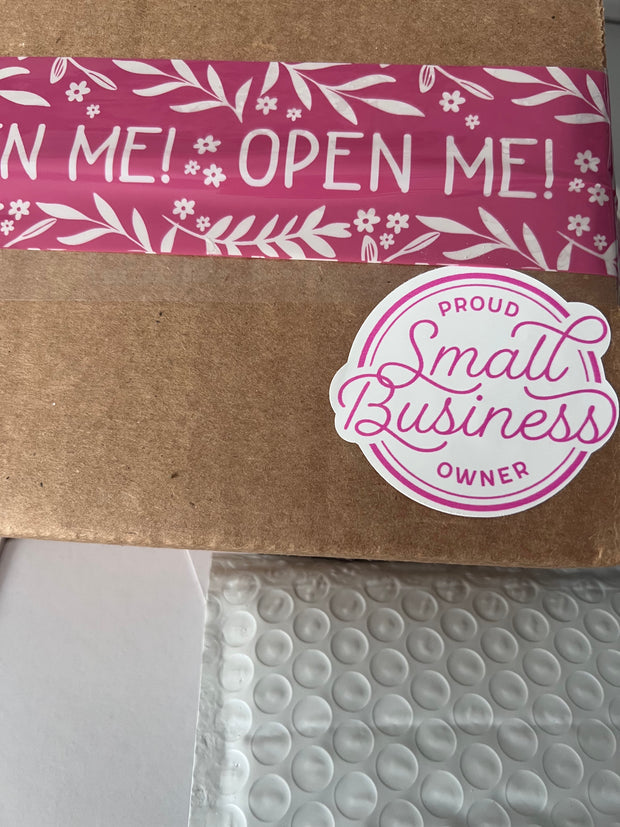 N ME! OPEN ME!
PROUD
Small
Business
OWNER